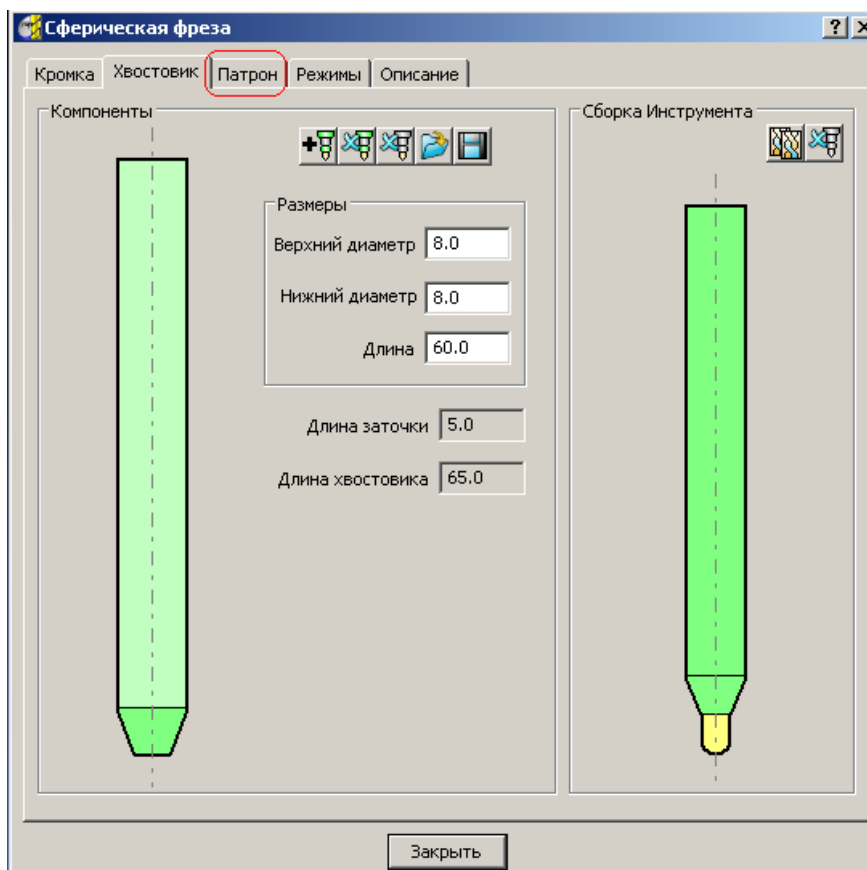 Сферическая фреза
Кромка Хвостовик Патрон Режимы Описание
Компоненты
Сборка Инструмента
Размеры
Верхний диаметр 8.0
Нижний диаметр 8.0
Длина 60.0
Длина заточки 5.0
Длина хвостовика 65.0
Закрыть